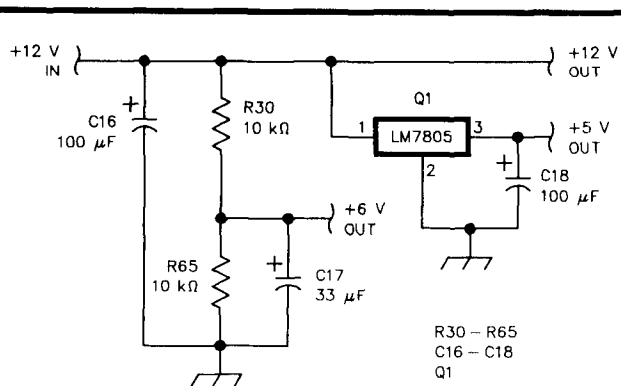 +12 V
IN
+12 V
OUT
Q1
R30
10 kΩ
+
C16
100 μF
1
LM7805
3
+5 V
OUT
2
+
C18
100 μF
+6 V
OUT
R65
10 kΩ
+
C17
33 μF
R30 – R65
C16 – C18
Q1